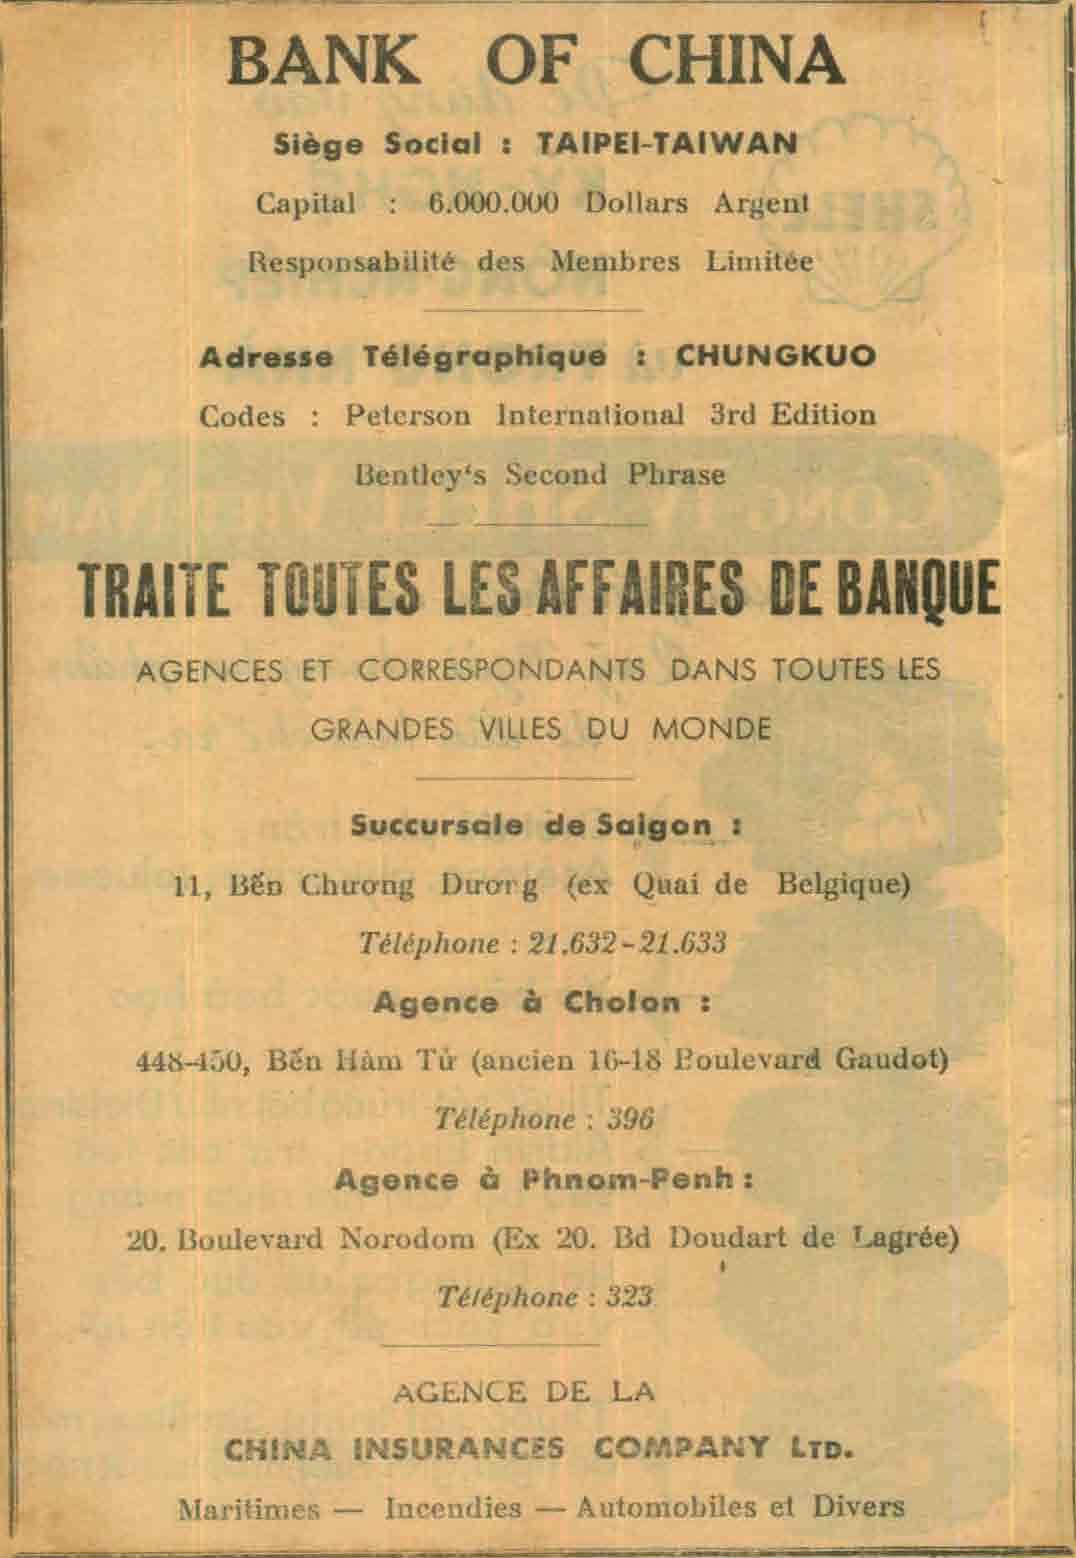 BANK OF CHINA
Siège Social : TAIPEI-TAIWAN
Capital : 6.000.000 Dollars Argent
Responsabilité des Membres Limitée
Adresse Télégraphique : CHUNGKUO
Codes : Peterson International 3rd Edition
Bentley's Second Phrase
TRAITE TOUTES LES AFFAIRES DE BANQUE
AGENCES ET CORRESPONDANTS DANS TOUTES LES
GRANDES VILLES DU MONDE
Succursale de Saigon :
11, Bến Chương Dương (ex Quai de Belgique)
Téléphone : 21.632-21.633
Agence à Cholon :
448-450, Bến Hàm Tử (ancien 16-18 Boulevard Gaudot)
Téléphone : 396
Agence à Phnom-Penh :
20. Boulevard Norodom (Ex 20. Bd Doudart de Lagrée)
Téléphone : 323
AGENCE DE LA
CHINA INSURANCES COMPANY LTD.
Maritimes — Incendies — Automobiles et Divers